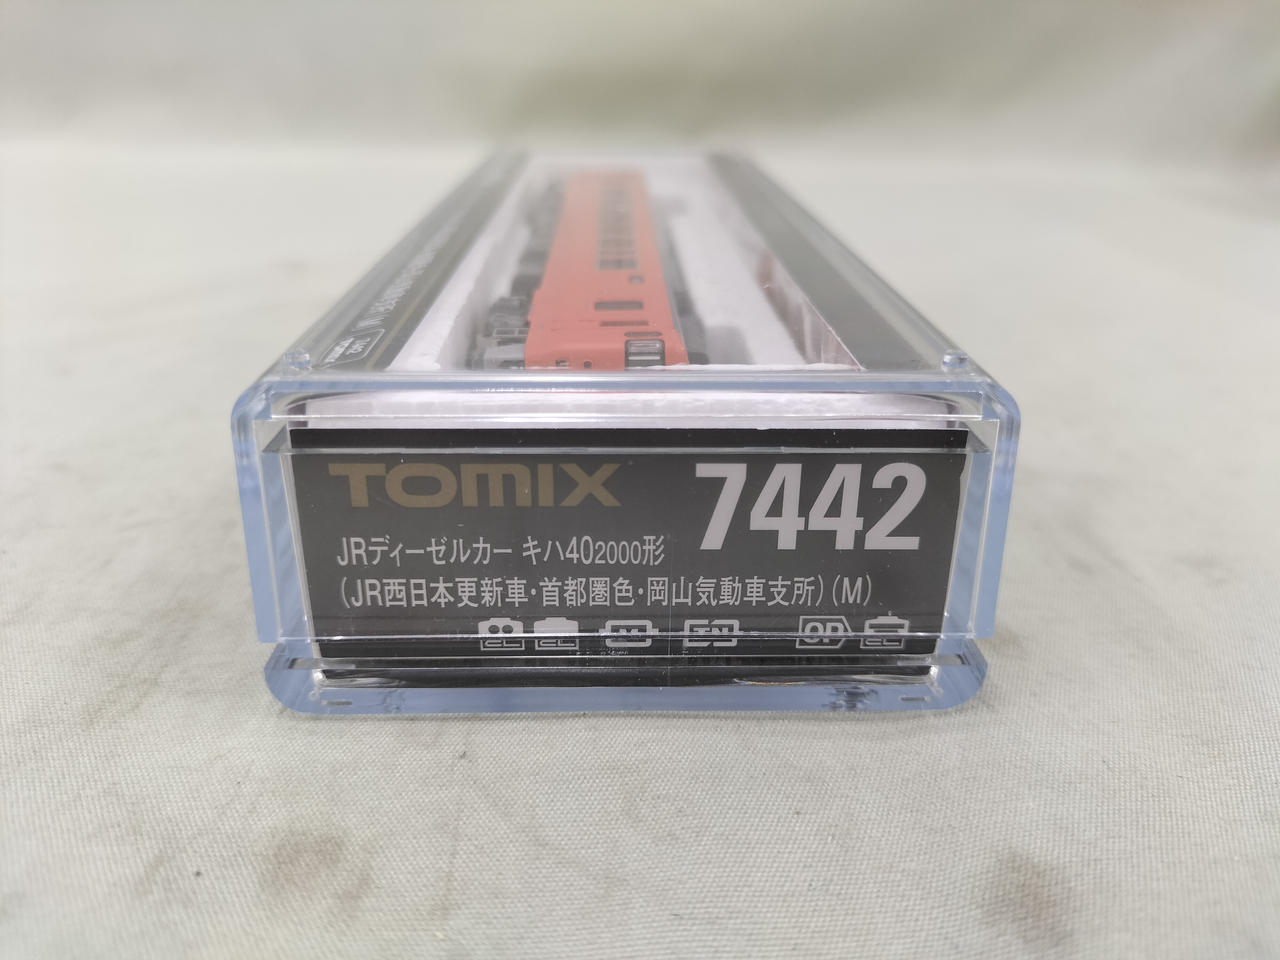 TOMIX 7442
JRディーゼルカー キハ40 2000形
(JR西日本更新車・首都圏色・岡山気動車支所)(M)
M TN OP